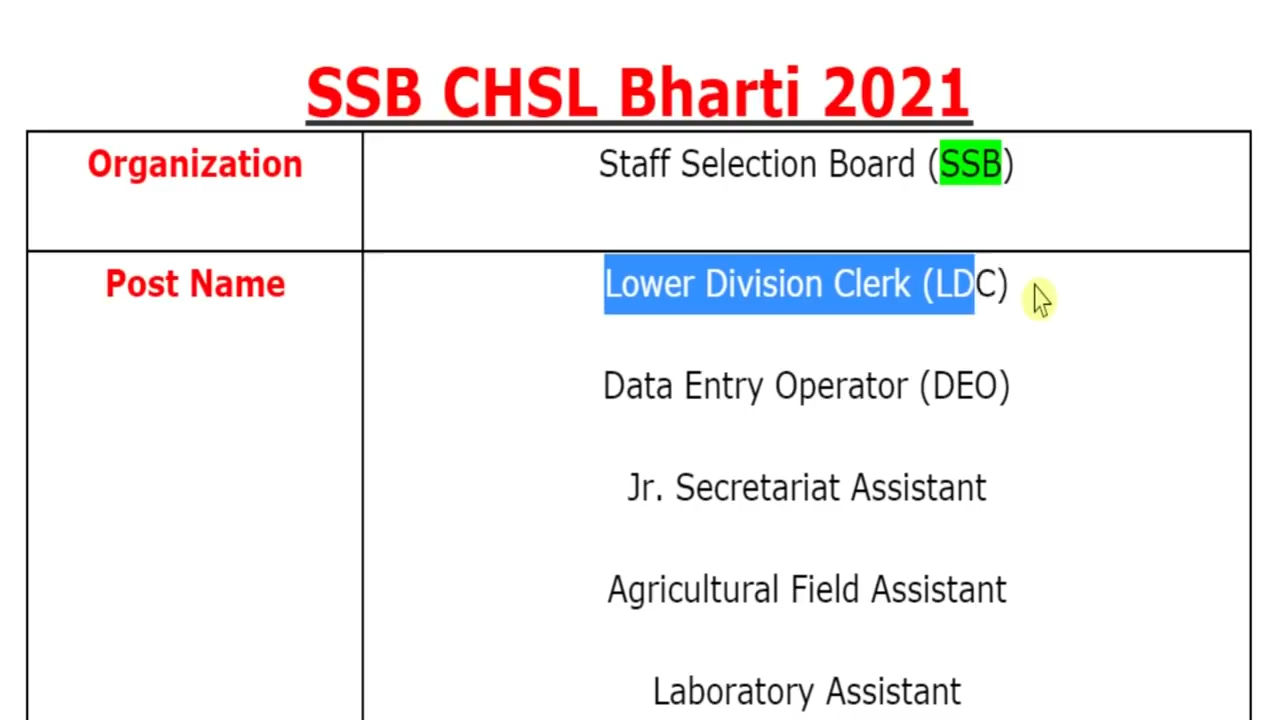 SSB CHSL Bharti 2021
Organization
Staff Selection Board (SSB)
Post Name
Lower Division Clerk (LDC)
Data Entry Operator (DEO)
Jr. Secretariat Assistant
Agricultural Field Assistant
Laboratory Assistant